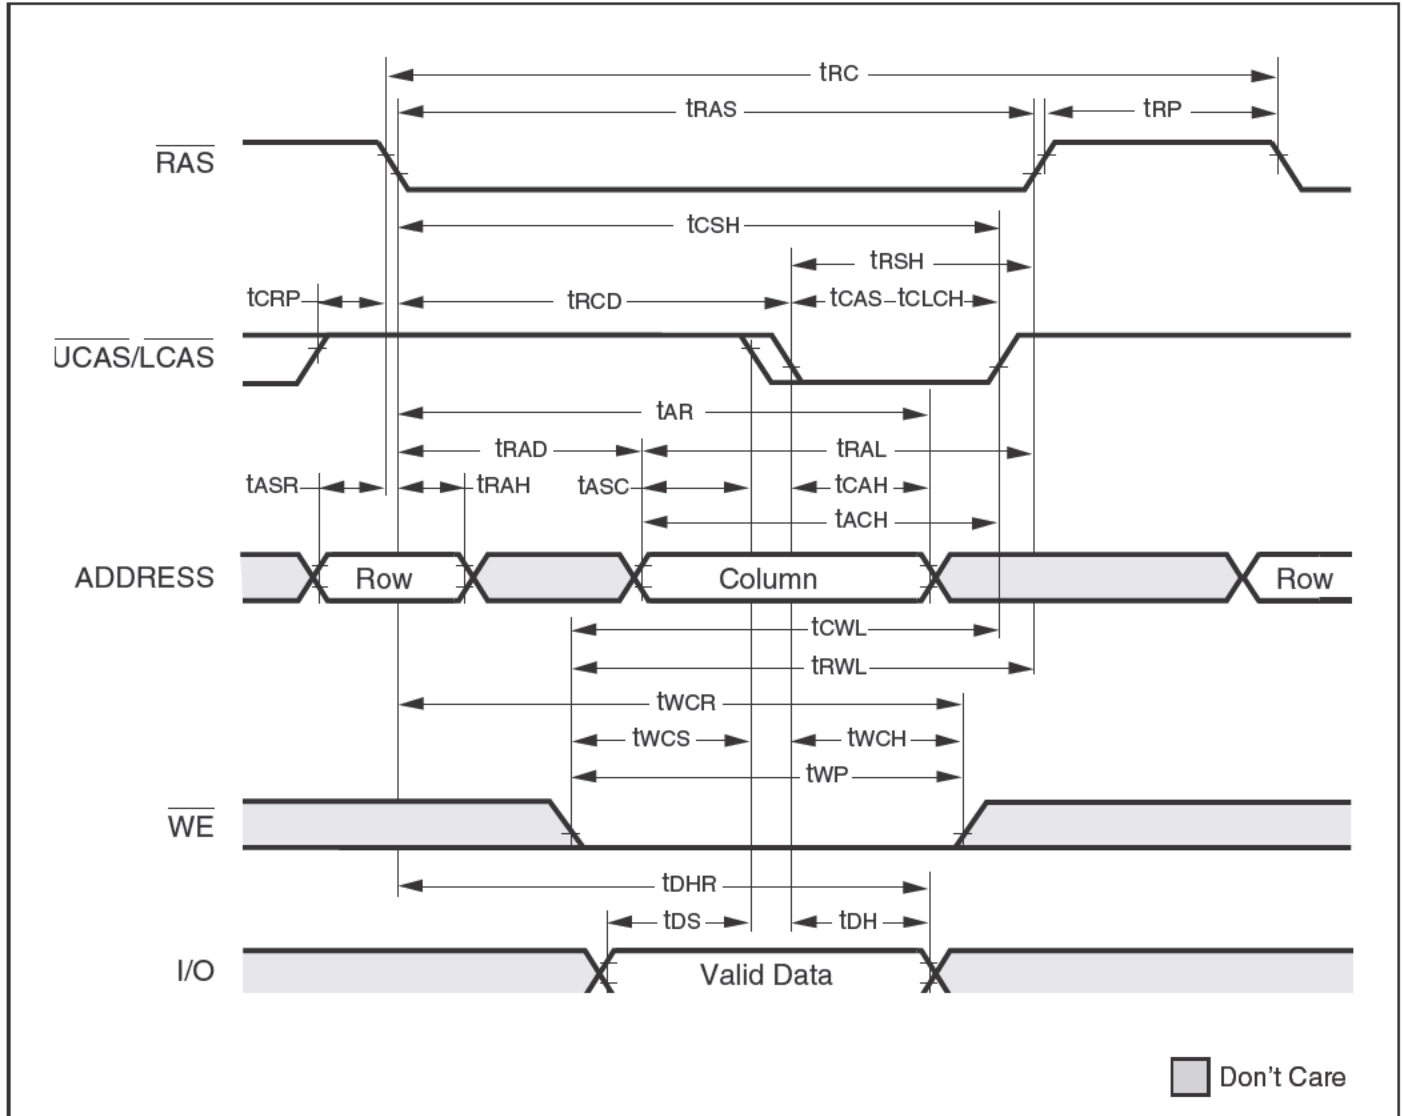 tRC
tRAS
tRP
RAS
tCSH
tRSH
tCRP
tRCD
tCAS
tCLCH
UCAS/LCAS
tAR
tRAD
tRAL
tASR
tRAH
tASC
tCAH
tACH
ADDRESS
Row
Column
Row
tCWL
tRWL
tWCR
tWCS
tWCH
tWP
WE
tDHR
tDS
tDH
I/O
Valid Data
Don't Care